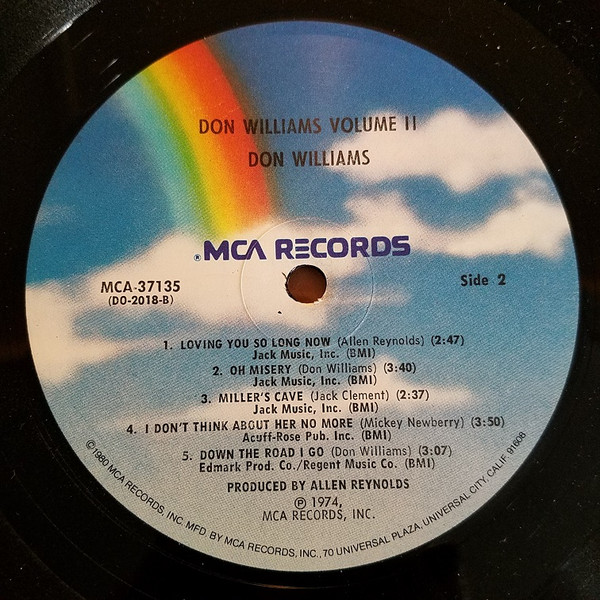 DON WILLIAMS VOLUME II
DON WILLIAMS
® MCA RECORDS
MCA-37135
(DO-2018-B)
Side 2
1. LOVING YOU SO LONG NOW (Allen Reynolds) (2:47)
Jack Music, Inc. (BMI)
2. OH MISERY (Don Williams) (3:40)
Jack Music, Inc. (BMI)
3. MILLER'S CAVE (Jack Clement) (2:37)
Jack Music, Inc. (BMI)
4. I DON'T THINK ABOUT HER NO MORE (Mickey Newberry) (3:50)
Acuff-Rose Pub. Inc. (BMI)
5. DOWN THE ROAD I GO (Don Williams) (3:07)
Edmark Prod. Co./Regent Music Co. (BMI)
PRODUCED BY ALLEN REYNOLDS
℗ 1974,
MCA RECORDS, INC.
©1980 MCA RECORDS, INC. MFD. BY MCA RECORDS, INC., 70 UNIVERSAL PLAZA, UNIVERSAL CITY, CALIF. 91608